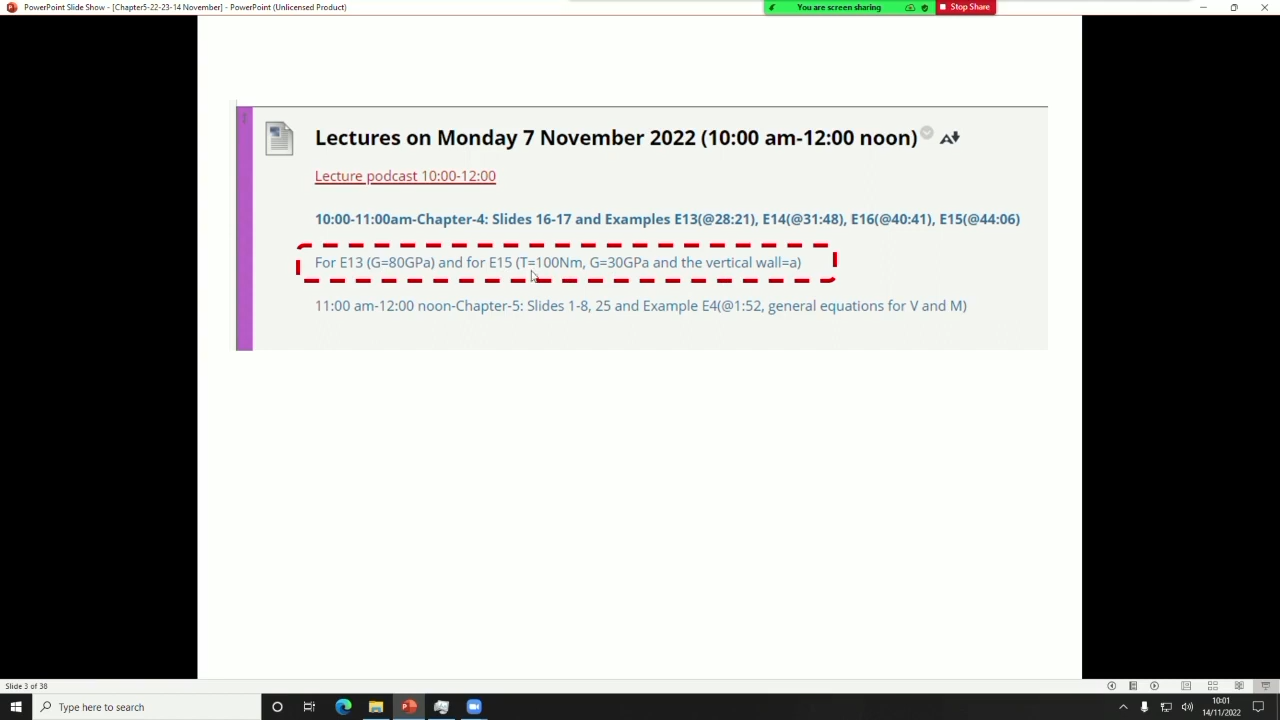 PowerPoint Slide Show - [Chapter5-22-23-14 November] - PowerPoint (Unlicensed Product)
You are screen sharing
Stop Share
Lectures on Monday 7 November 2022 (10:00 am-12:00 noon)
Lecture podcast 10:00-12:00
10:00-11:00am-Chapter-4: Slides 16-17 and Examples E13(@28:21), E14(@31:48), E16(@40:41), E15(@44:06)
For E13 (G=80GPa) and for E15 (T=100Nm, G=30GPa and the vertical wall=a)
11:00 am-12:00 noon-Chapter-5: Slides 1-8, 25 and Example E4(@1:52, general equations for V and M)
Slide 3 of 38
Type here to search
10:01
14/11/2022